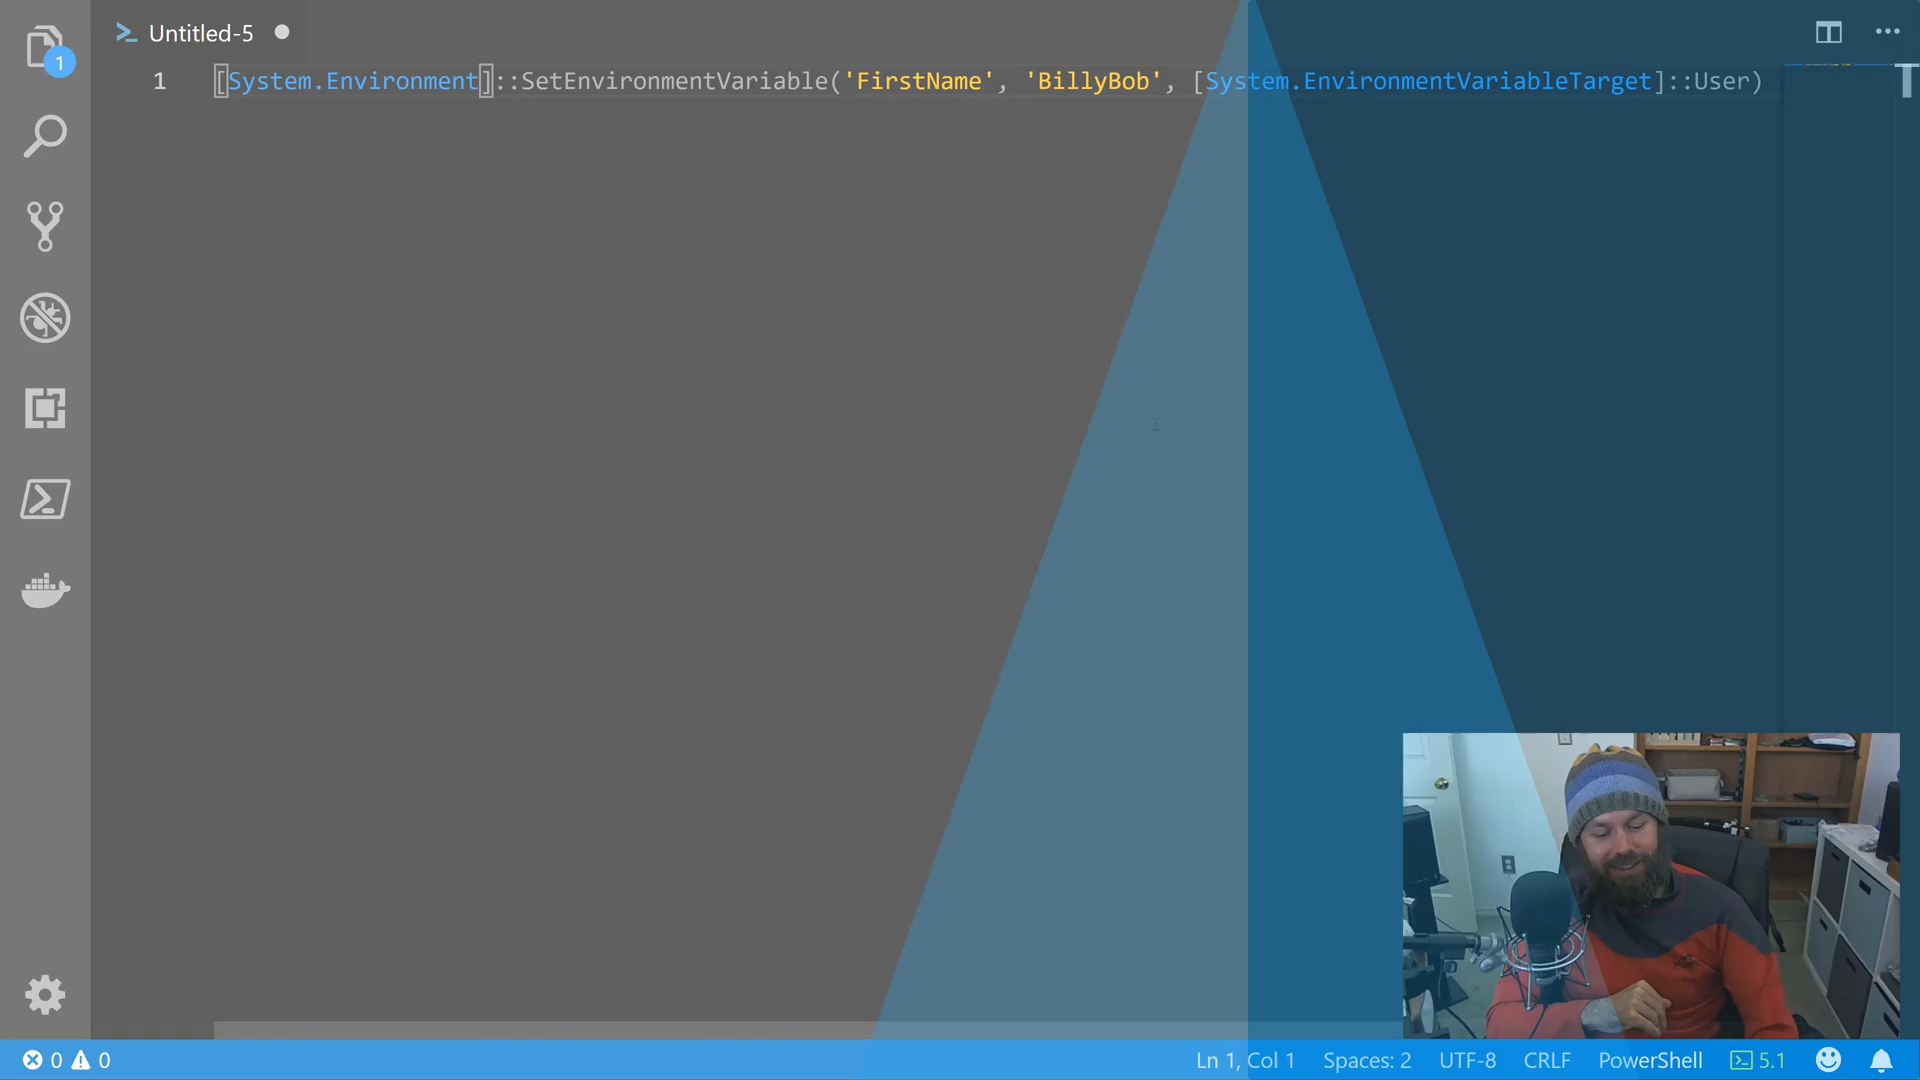 Untitled-5
1
1 [System.Environment]::SetEnvironmentVariable('FirstName', 'BillyBob', [System.EnvironmentVariableTarget]::User)
0 0 Ln 1, Col 1 Spaces: 2 UTF-8 CRLF PowerShell 5.1